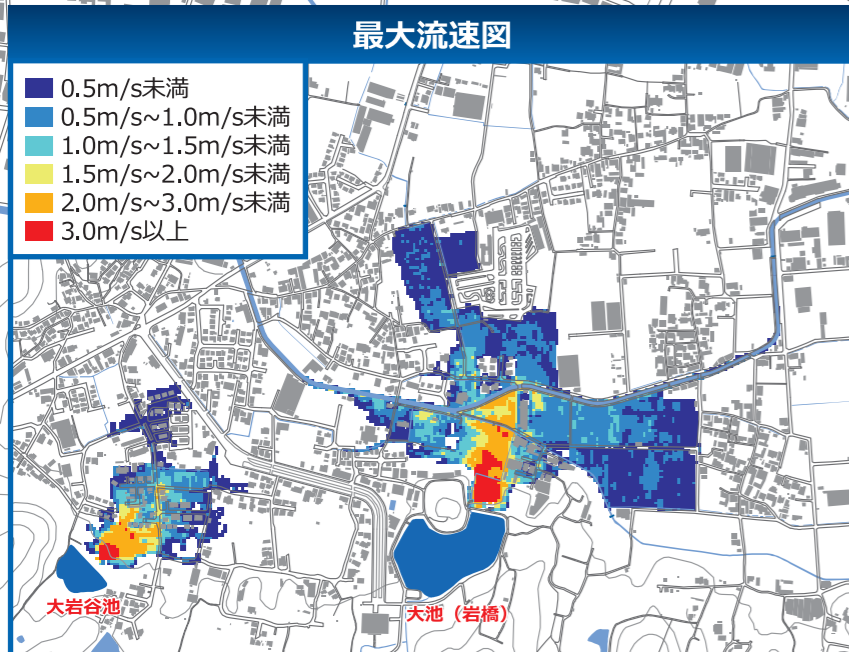 最大流速図
0.5m/s未満
0.5m/s~1.0m/s未満
1.0m/s~1.5m/s未満
1.5m/s~2.0m/s未満
2.0m/s~3.0m/s未満
3.0m/s以上
大岩谷池
大池（岩橋）